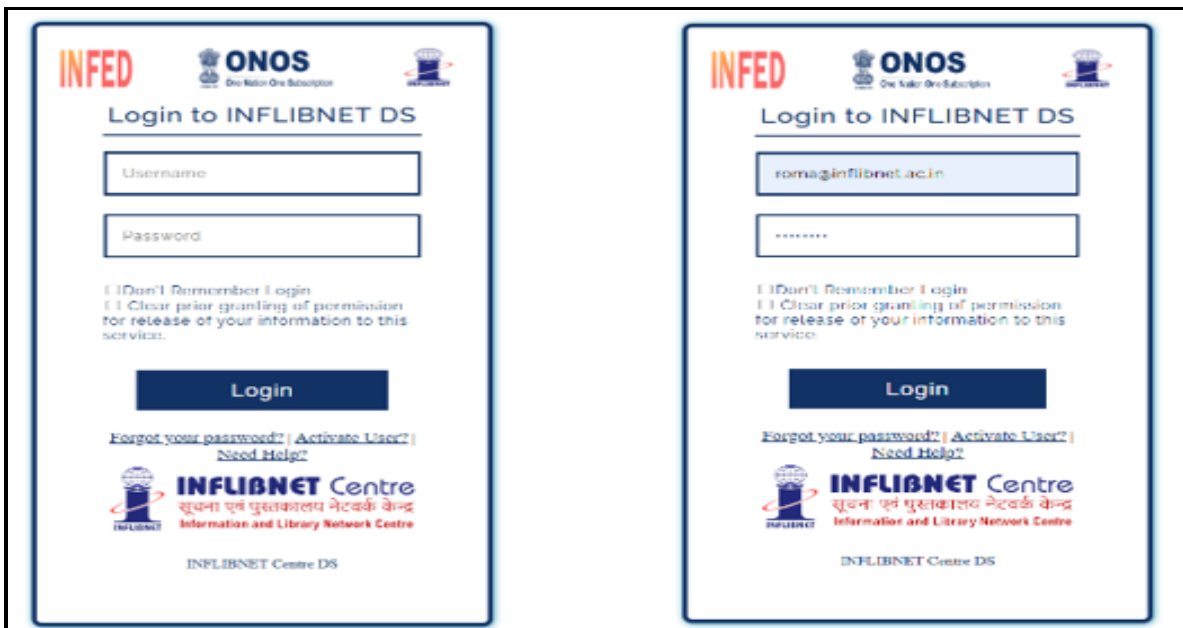 INFED
ONOS
One Nation One Subscription
INFLIBNET
Login to INFLIBNET DS
Username
Password
Don't Remember Login
Clear prior granting of permission
for release of your information to this
service.
Login
Forgot your password? | Activate User? |
Need Help?
INFLIBNET Centre
सूचना एवं पुस्तकालय नेटवर्क केन्द्र
Information and Library Network Centre
INFLIBNET
INFLIBNET Centre DS
INFED
ONOS
One Nation One Subscription
INFLIBNET
Login to INFLIBNET DS
roma@inflibnet.ac.in
••••••••
Don't Remember Login
Clear prior granting of permission
for release of your information to this
service.
Login
Forgot your password? | Activate User? |
Need Help?
INFLIBNET Centre
सूचना एवं पुस्तकालय नेटवर्क केन्द्र
Information and Library Network Centre
INFLIBNET
INFLIBNET Centre DS